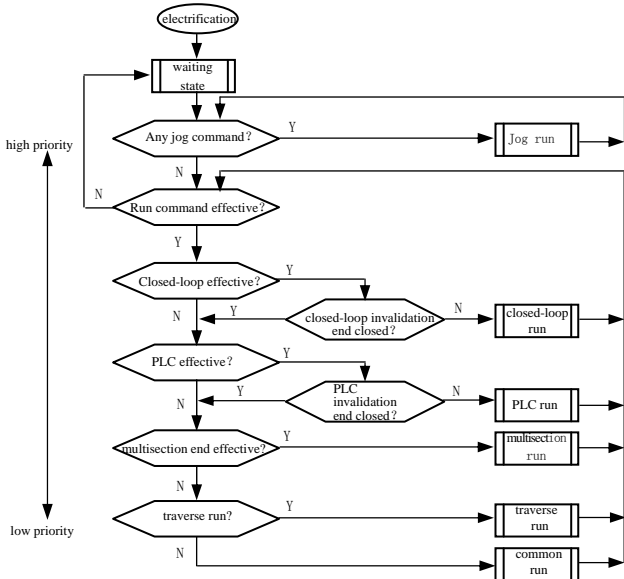 electrification
waiting
state
Any jog command?
Y
Jog run
high priority
N
N
Run command effective?
Y
Closed-loop effective?
Y
N
Y
closed-loop invalidation
end closed?
N
closed-loop
run
PLC effective?
Y
N
Y
PLC
invalidation
end closed?
N
PLC run
multisection end effective?
Y
multisection
run
N
traverse run?
Y
traverse
run
low priority
N
common
run